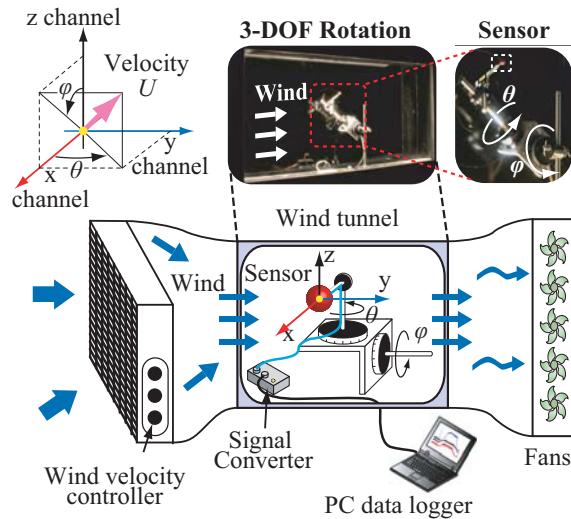 z channel
Velocity
U
φ
y
channel
x
channel
θ
3-DOF Rotation
Wind
Sensor
θ
φ
Wind tunnel
Wind
Sensor
z
y
x
θ
φ
Signal
Converter
Wind velocity
controller
PC data logger
Fans